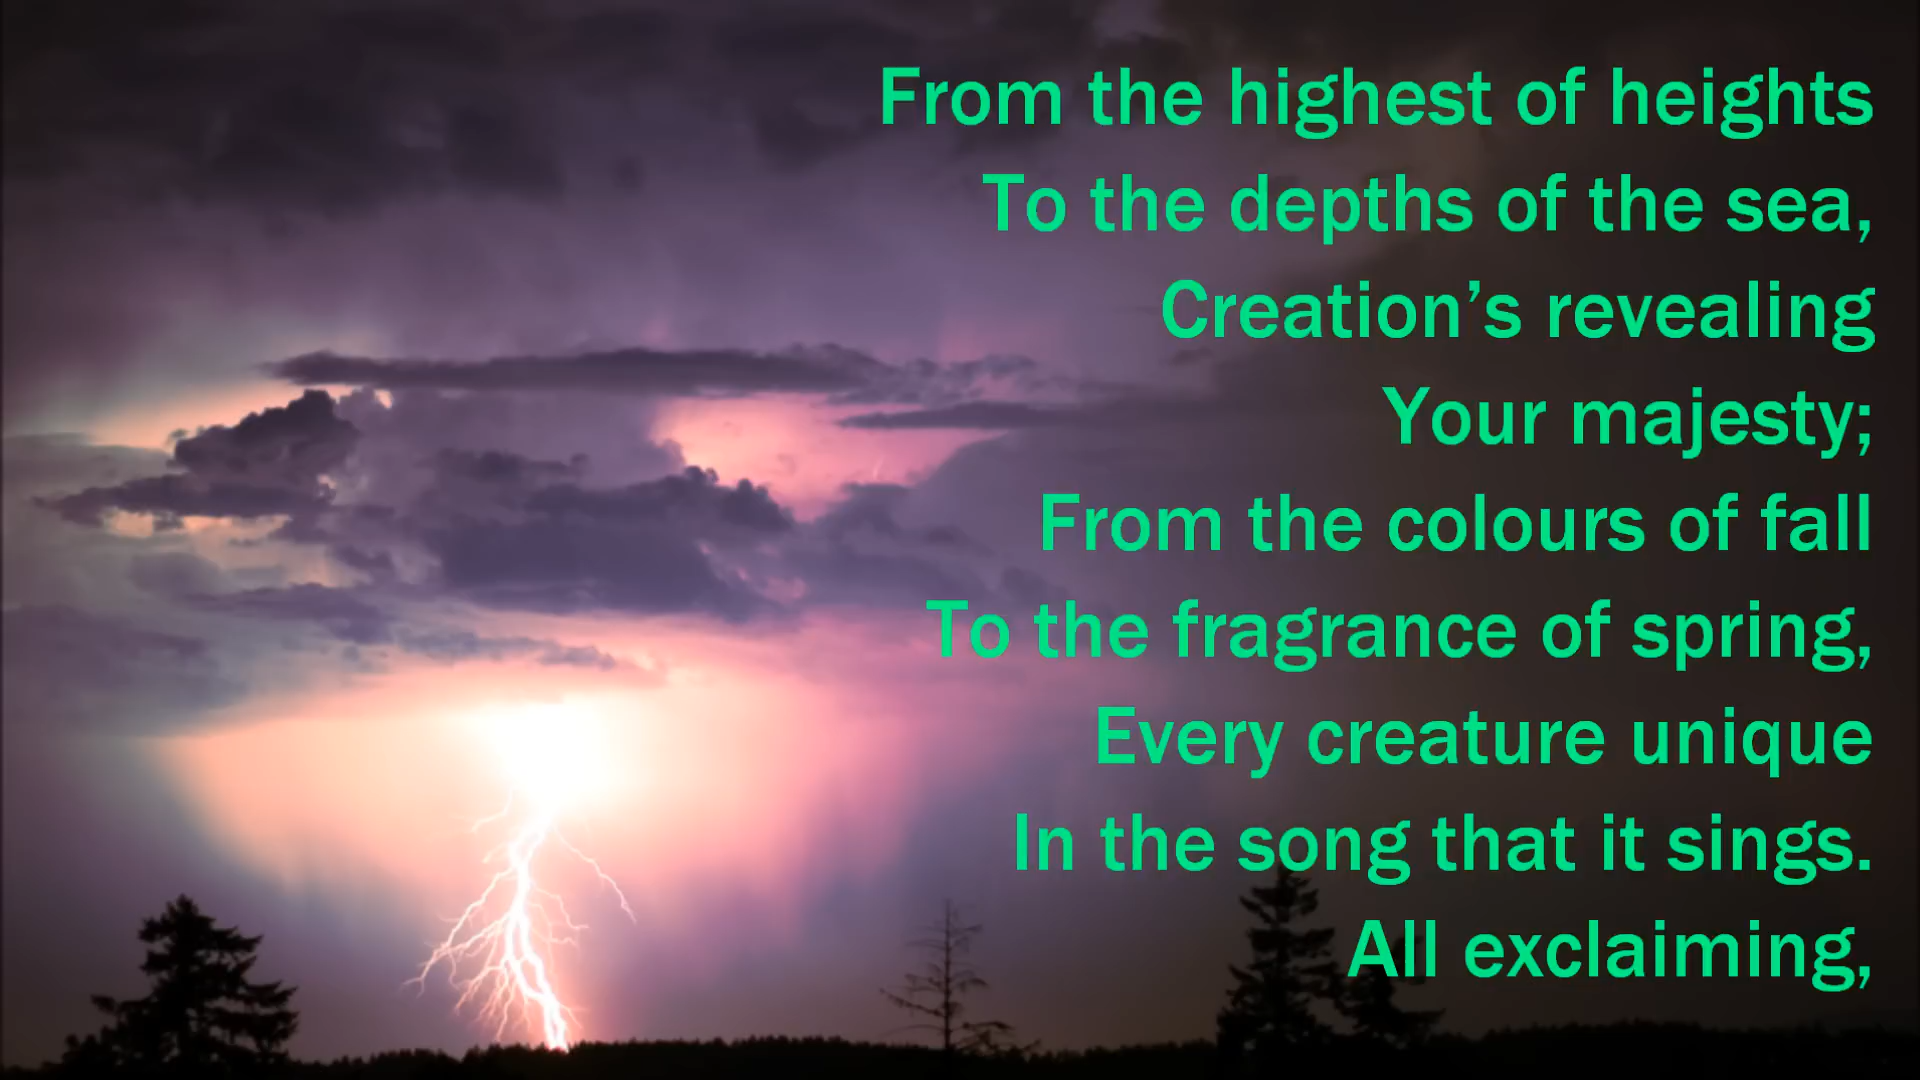 From the highest of heights
To the depths of the sea,
Creation’s revealing
Your majesty;
From the colours of fall
To the fragrance of spring,
Every creature unique
In the song that it sings.
All exclaiming,